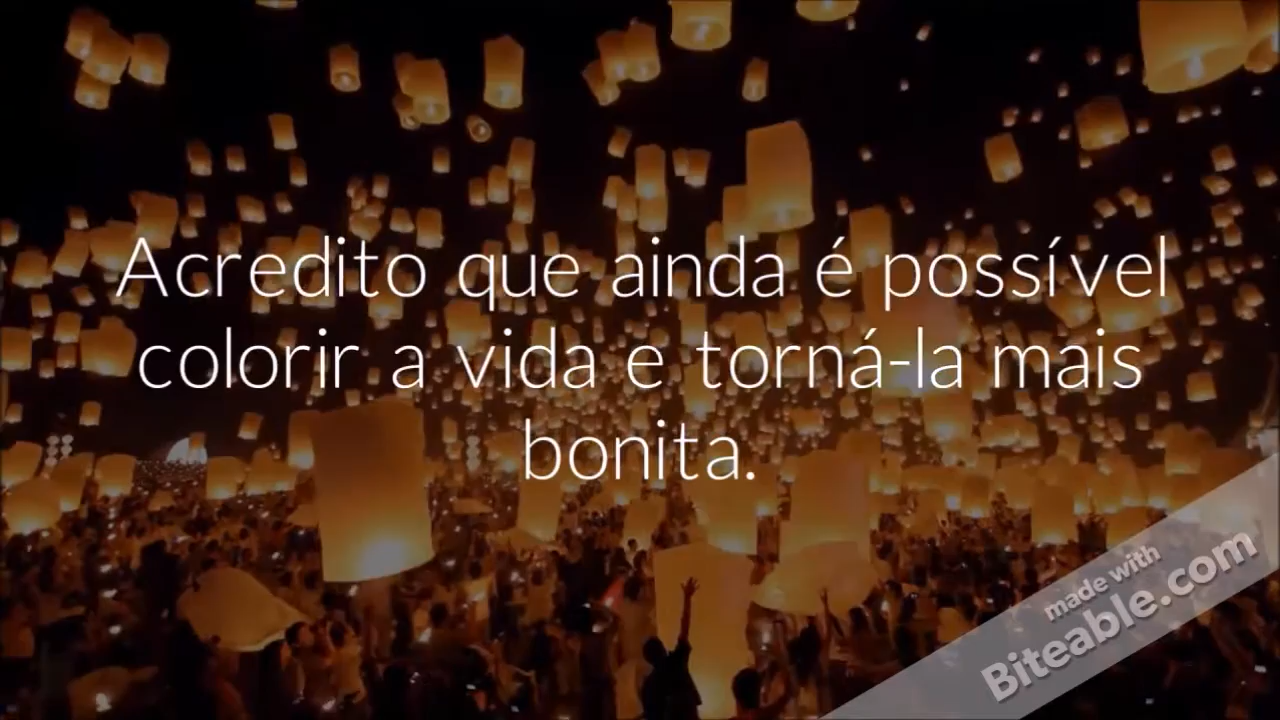 Acredito que ainda é possível
colorir a vida e torná-la mais
bonita.
made with
Biteable.com